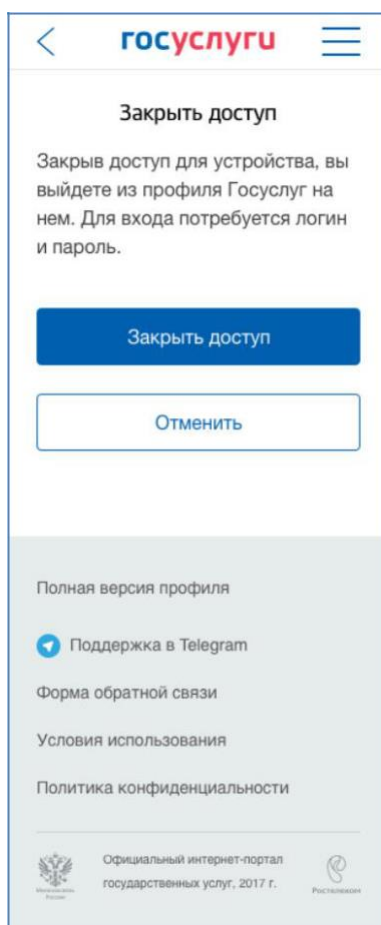 госуслуги
Закрыть доступ
Закрыв доступ для устройства, вы
выйдете из профиля Госуслуг на
нем. Для входа потребуется логин
и пароль.
Закрыть доступ
Отменить
Полная версия профиля
Поддержка в Telegram
Форма обратной связи
Условия использования
Политика конфиденциальности
Официальный интернет-портал
государственных услуг, 2017 г.
Ростелеком